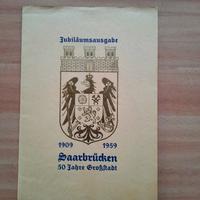 Jubiläumsausgabe
1909 1959
Saarbrücken
50 Jahre Großstadt